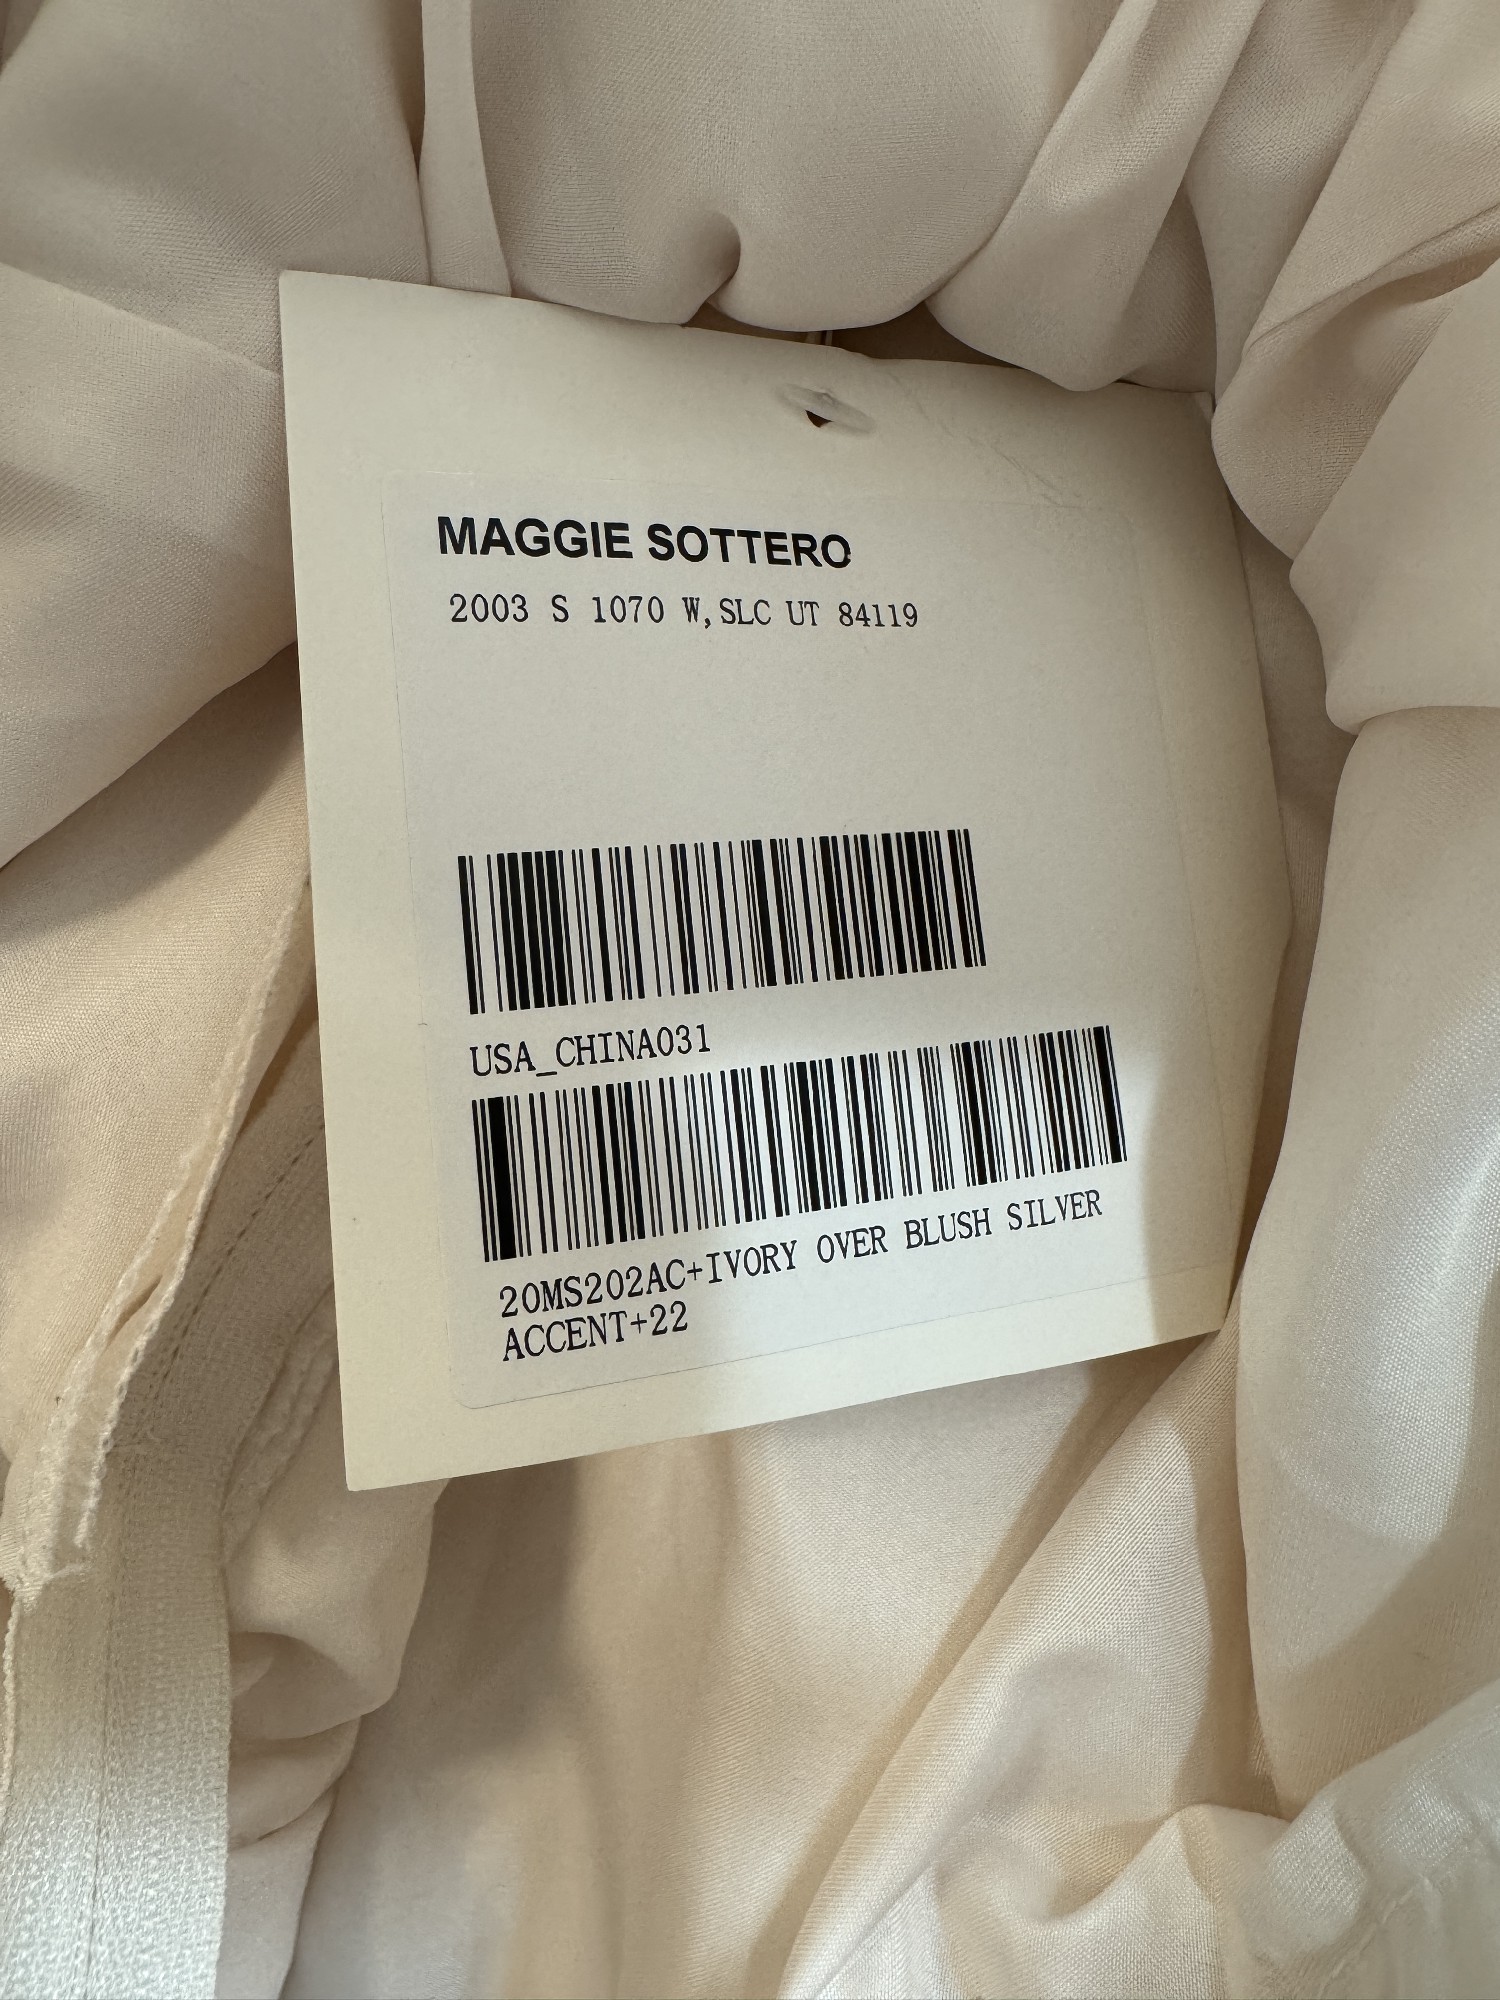 MAGGIE SOTTERO
2003 S 1070 W, SLC UT 84119
USA_CHINA031
20MS202AC+IVORY OVER BLUSH SILVER
ACCENT+22